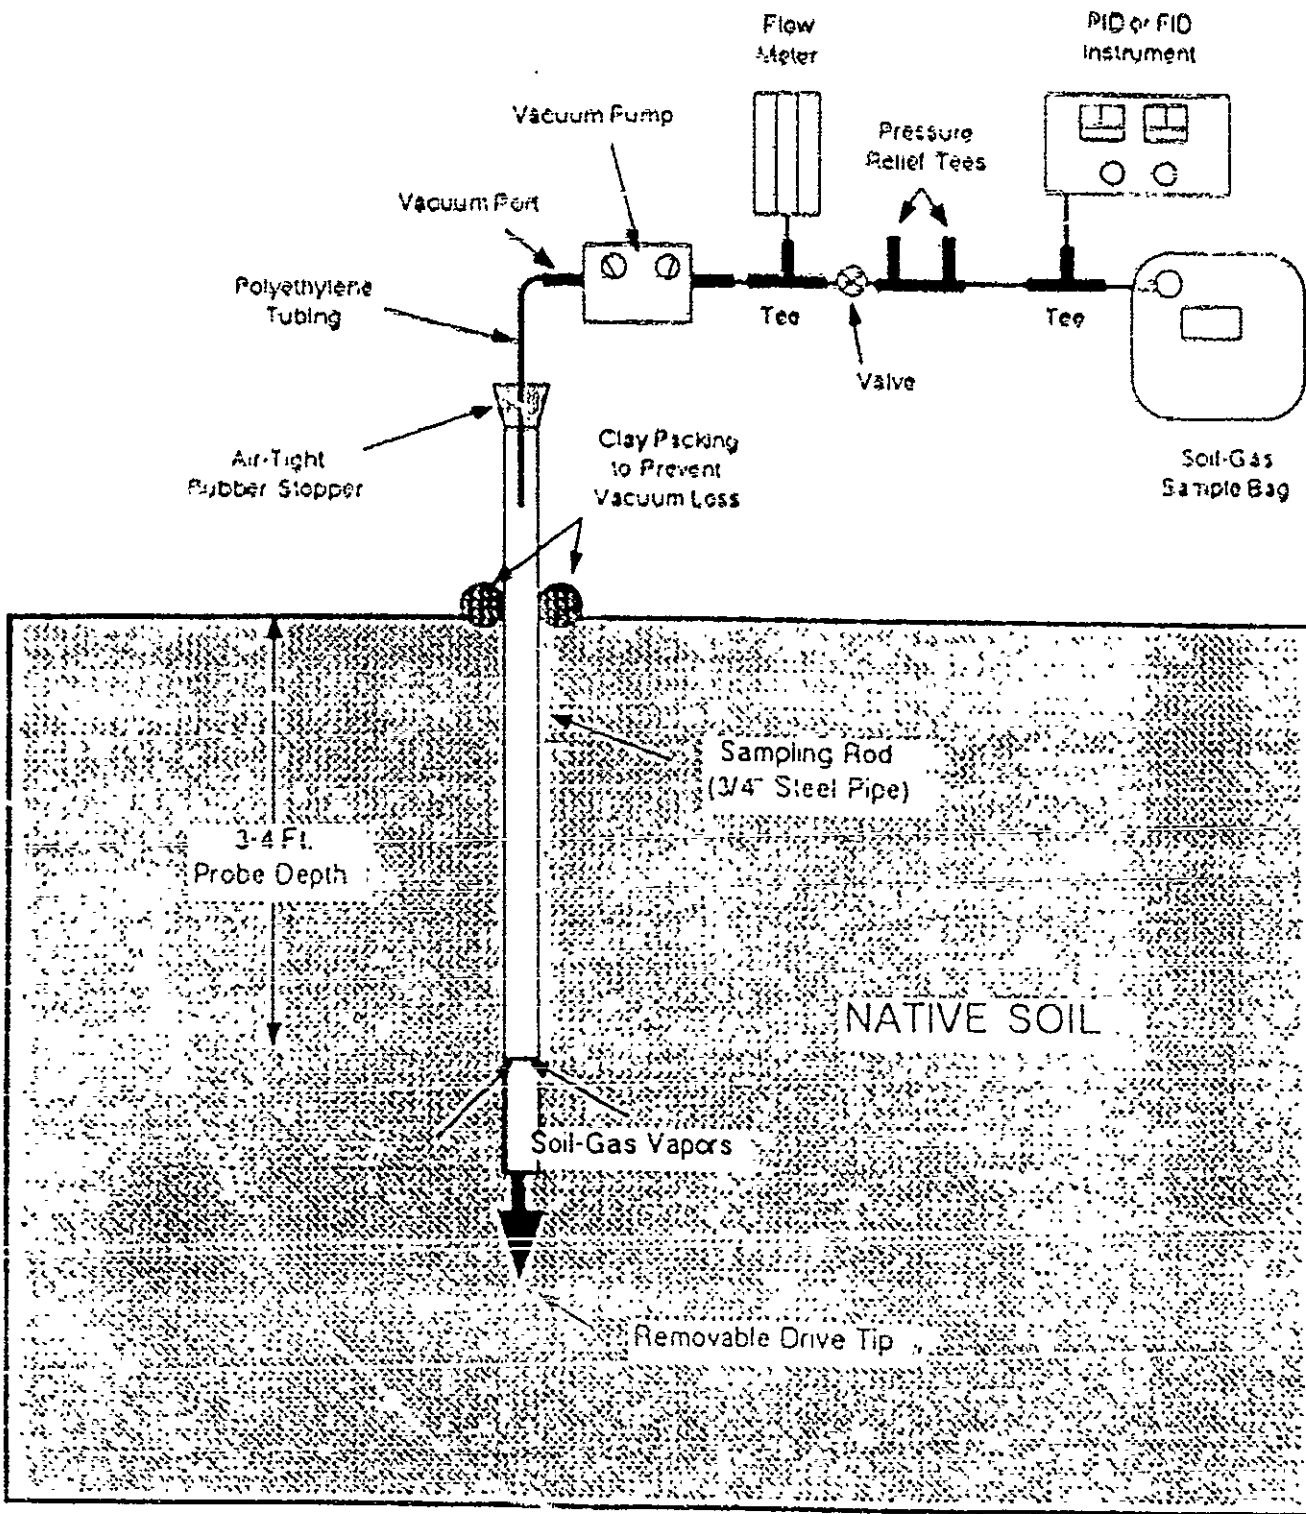 Flow
Meter
PID or FID
Instrument
Vacuum Pump
Pressure
Relief Tees
Vacuum Port
Polyethylene
Tubing
Tee
Tee
Valve
Air-Tight
Rubber Stopper
Clay Packing
to Prevent
Vacuum Loss
Soil-Gas
Sample Bag
Sampling Rod
(3/4" Steel Pipe)
3-4 Ft.
Probe Depth
NATIVE SOIL
Soil-Gas Vapors
Removable Drive Tip